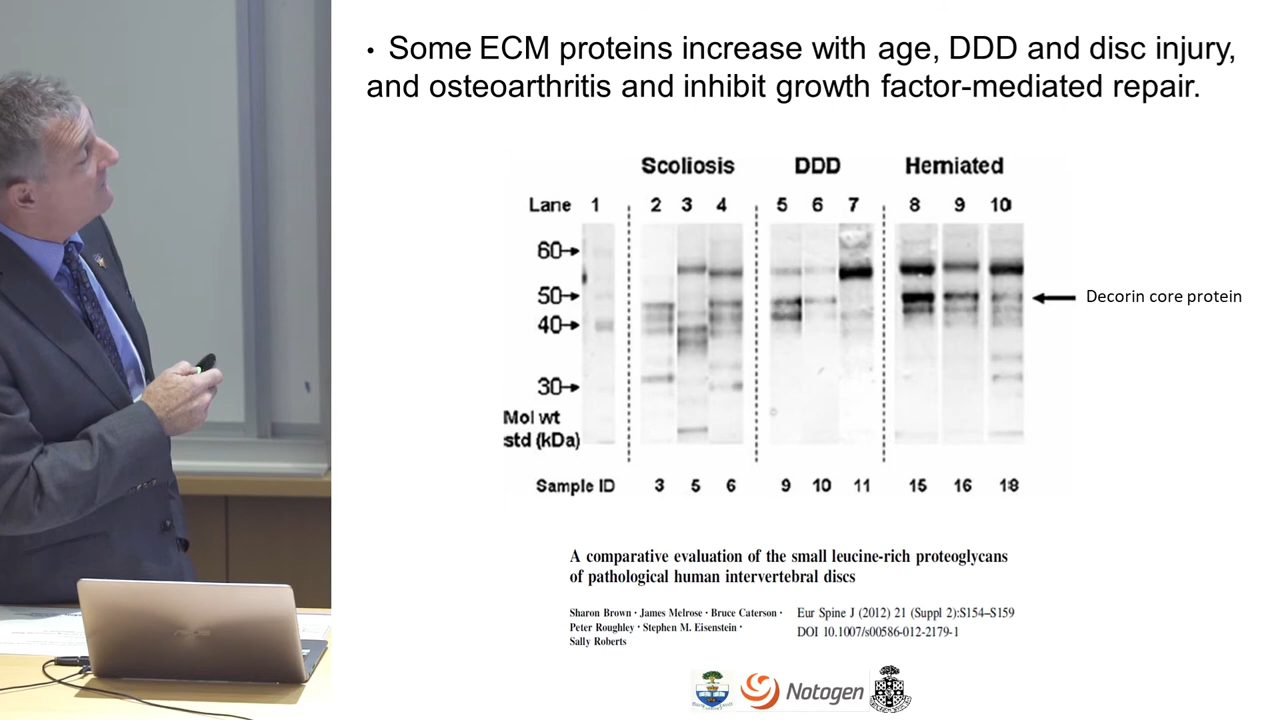 • Some ECM proteins increase with age, DDD and disc injury,
and osteoarthritis and inhibit growth factor-mediated repair.
Scoliosis DDD Herniated
Lane 1 2 3 4 5 6 7 8 9 10
60
50
Decorin core protein
40
30
Mol wt
std (kDa)
Sample ID 3 5 6 9 10 11 15 16 18
A comparative evaluation of the small leucine-rich proteoglycans
of pathological human intervertebral discs
Sharon Brown · James Melrose · Bruce Caterson ·
Peter Roughley · Stephen M. Eisenstein ·
Sally Roberts
Eur Spine J (2012) 21 (Suppl 2):S154–S159
DOI 10.1007/s00586-012-2179-1
Notogen